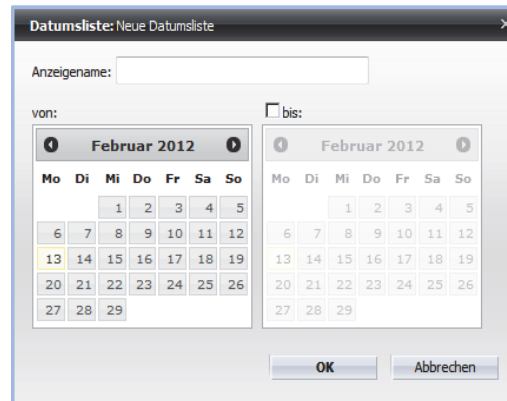 Datumsliste: Neue Datumsliste
Anzeigename:
von:
Februar 2012
Mo Di Mi Do Fr Sa So
1 2 3 4 5
6 7 8 9 10 11 12
13 14 15 16 17 18 19
20 21 22 23 24 25 26
27 28 29
bis:
Februar 2012
Mo Di Mi Do Fr Sa So
1 2 3 4 5
6 7 8 9 10 11 12
13 14 15 16 17 18 19
20 21 22 23 24 25 26
27 28 29
OK Abbrechen